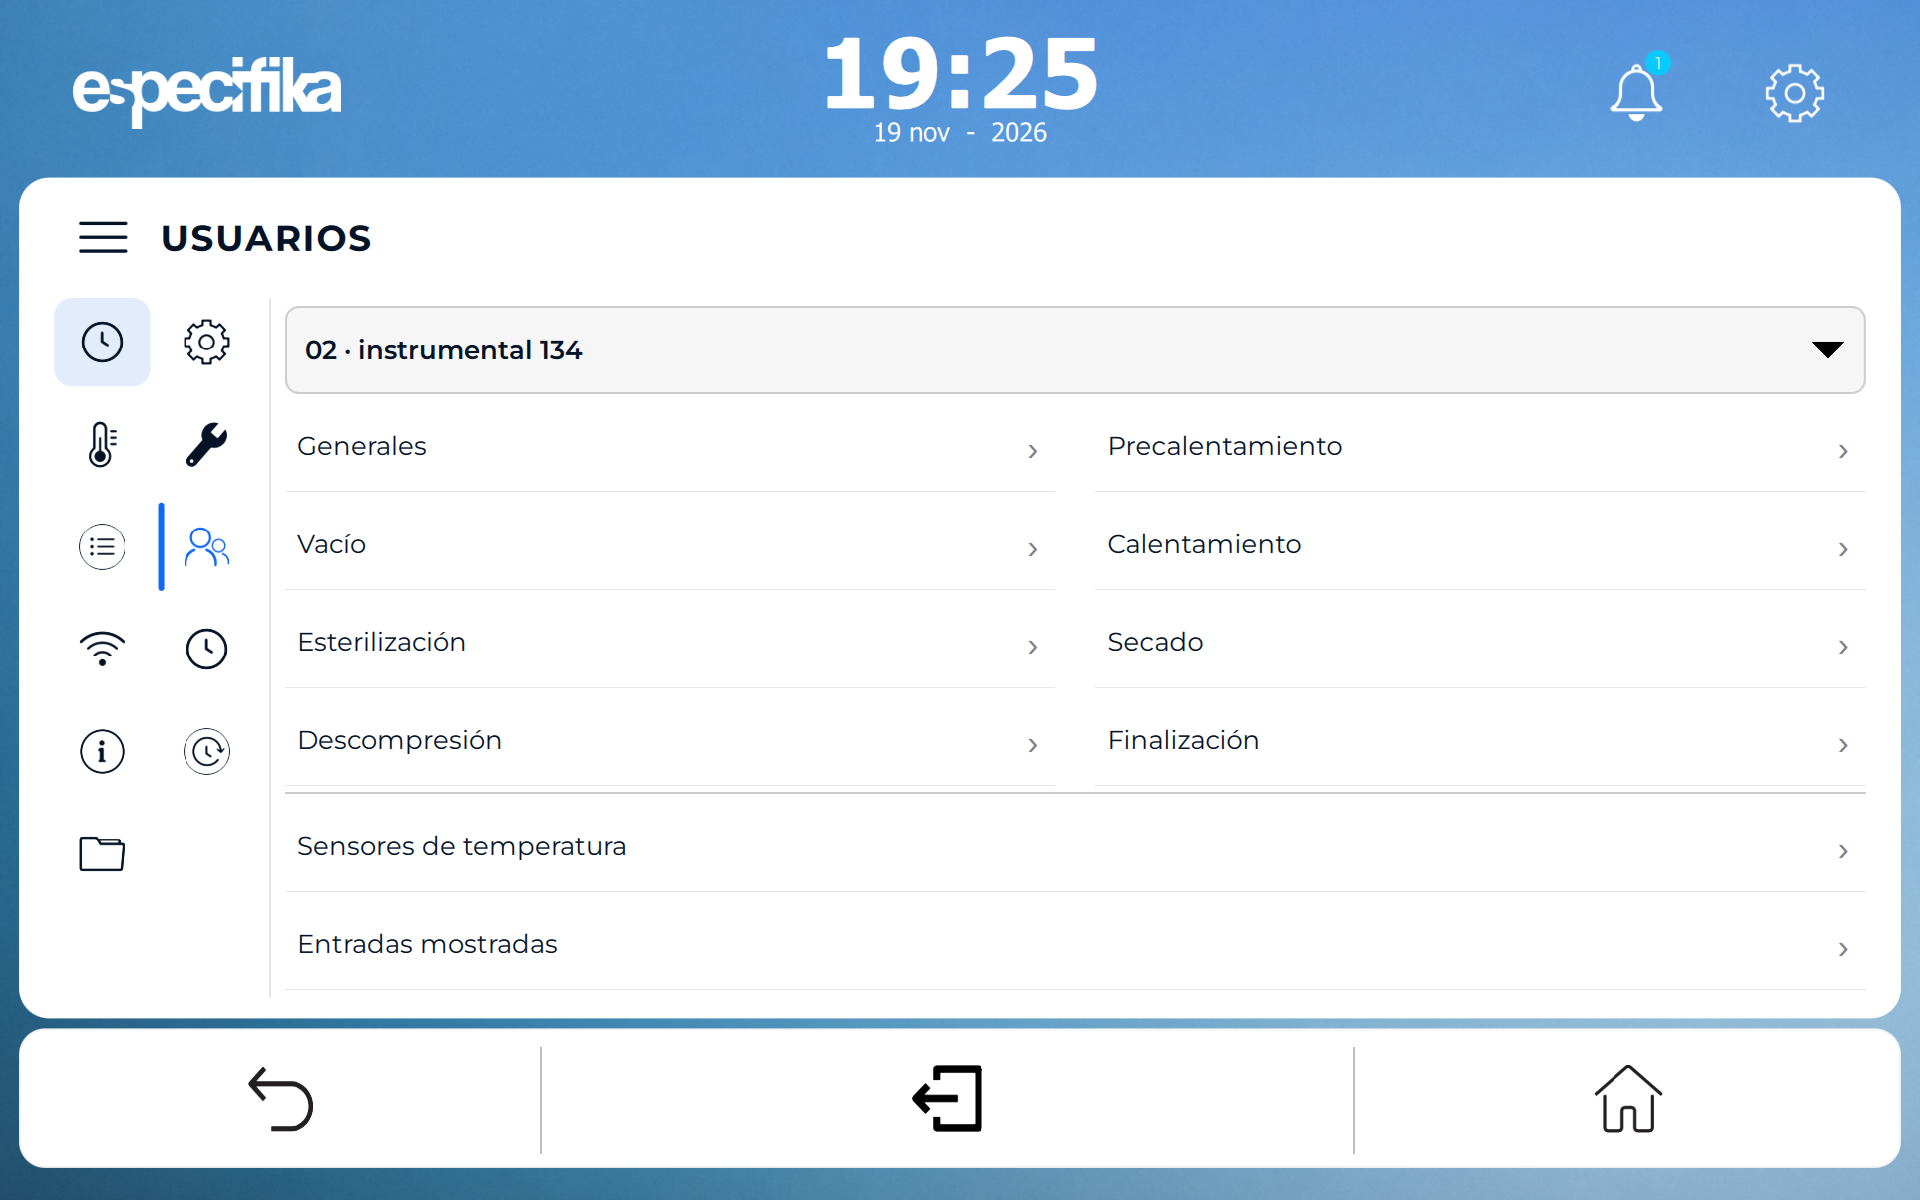 especifika
19:25
19 nov - 2026
1
USUARIOS
02 · instrumental 134
Generales
Precalentamiento
Vacío
Calentamiento
Esterilización
Secado
Descompresión
Finalización
Sensores de temperatura
Entradas mostradas